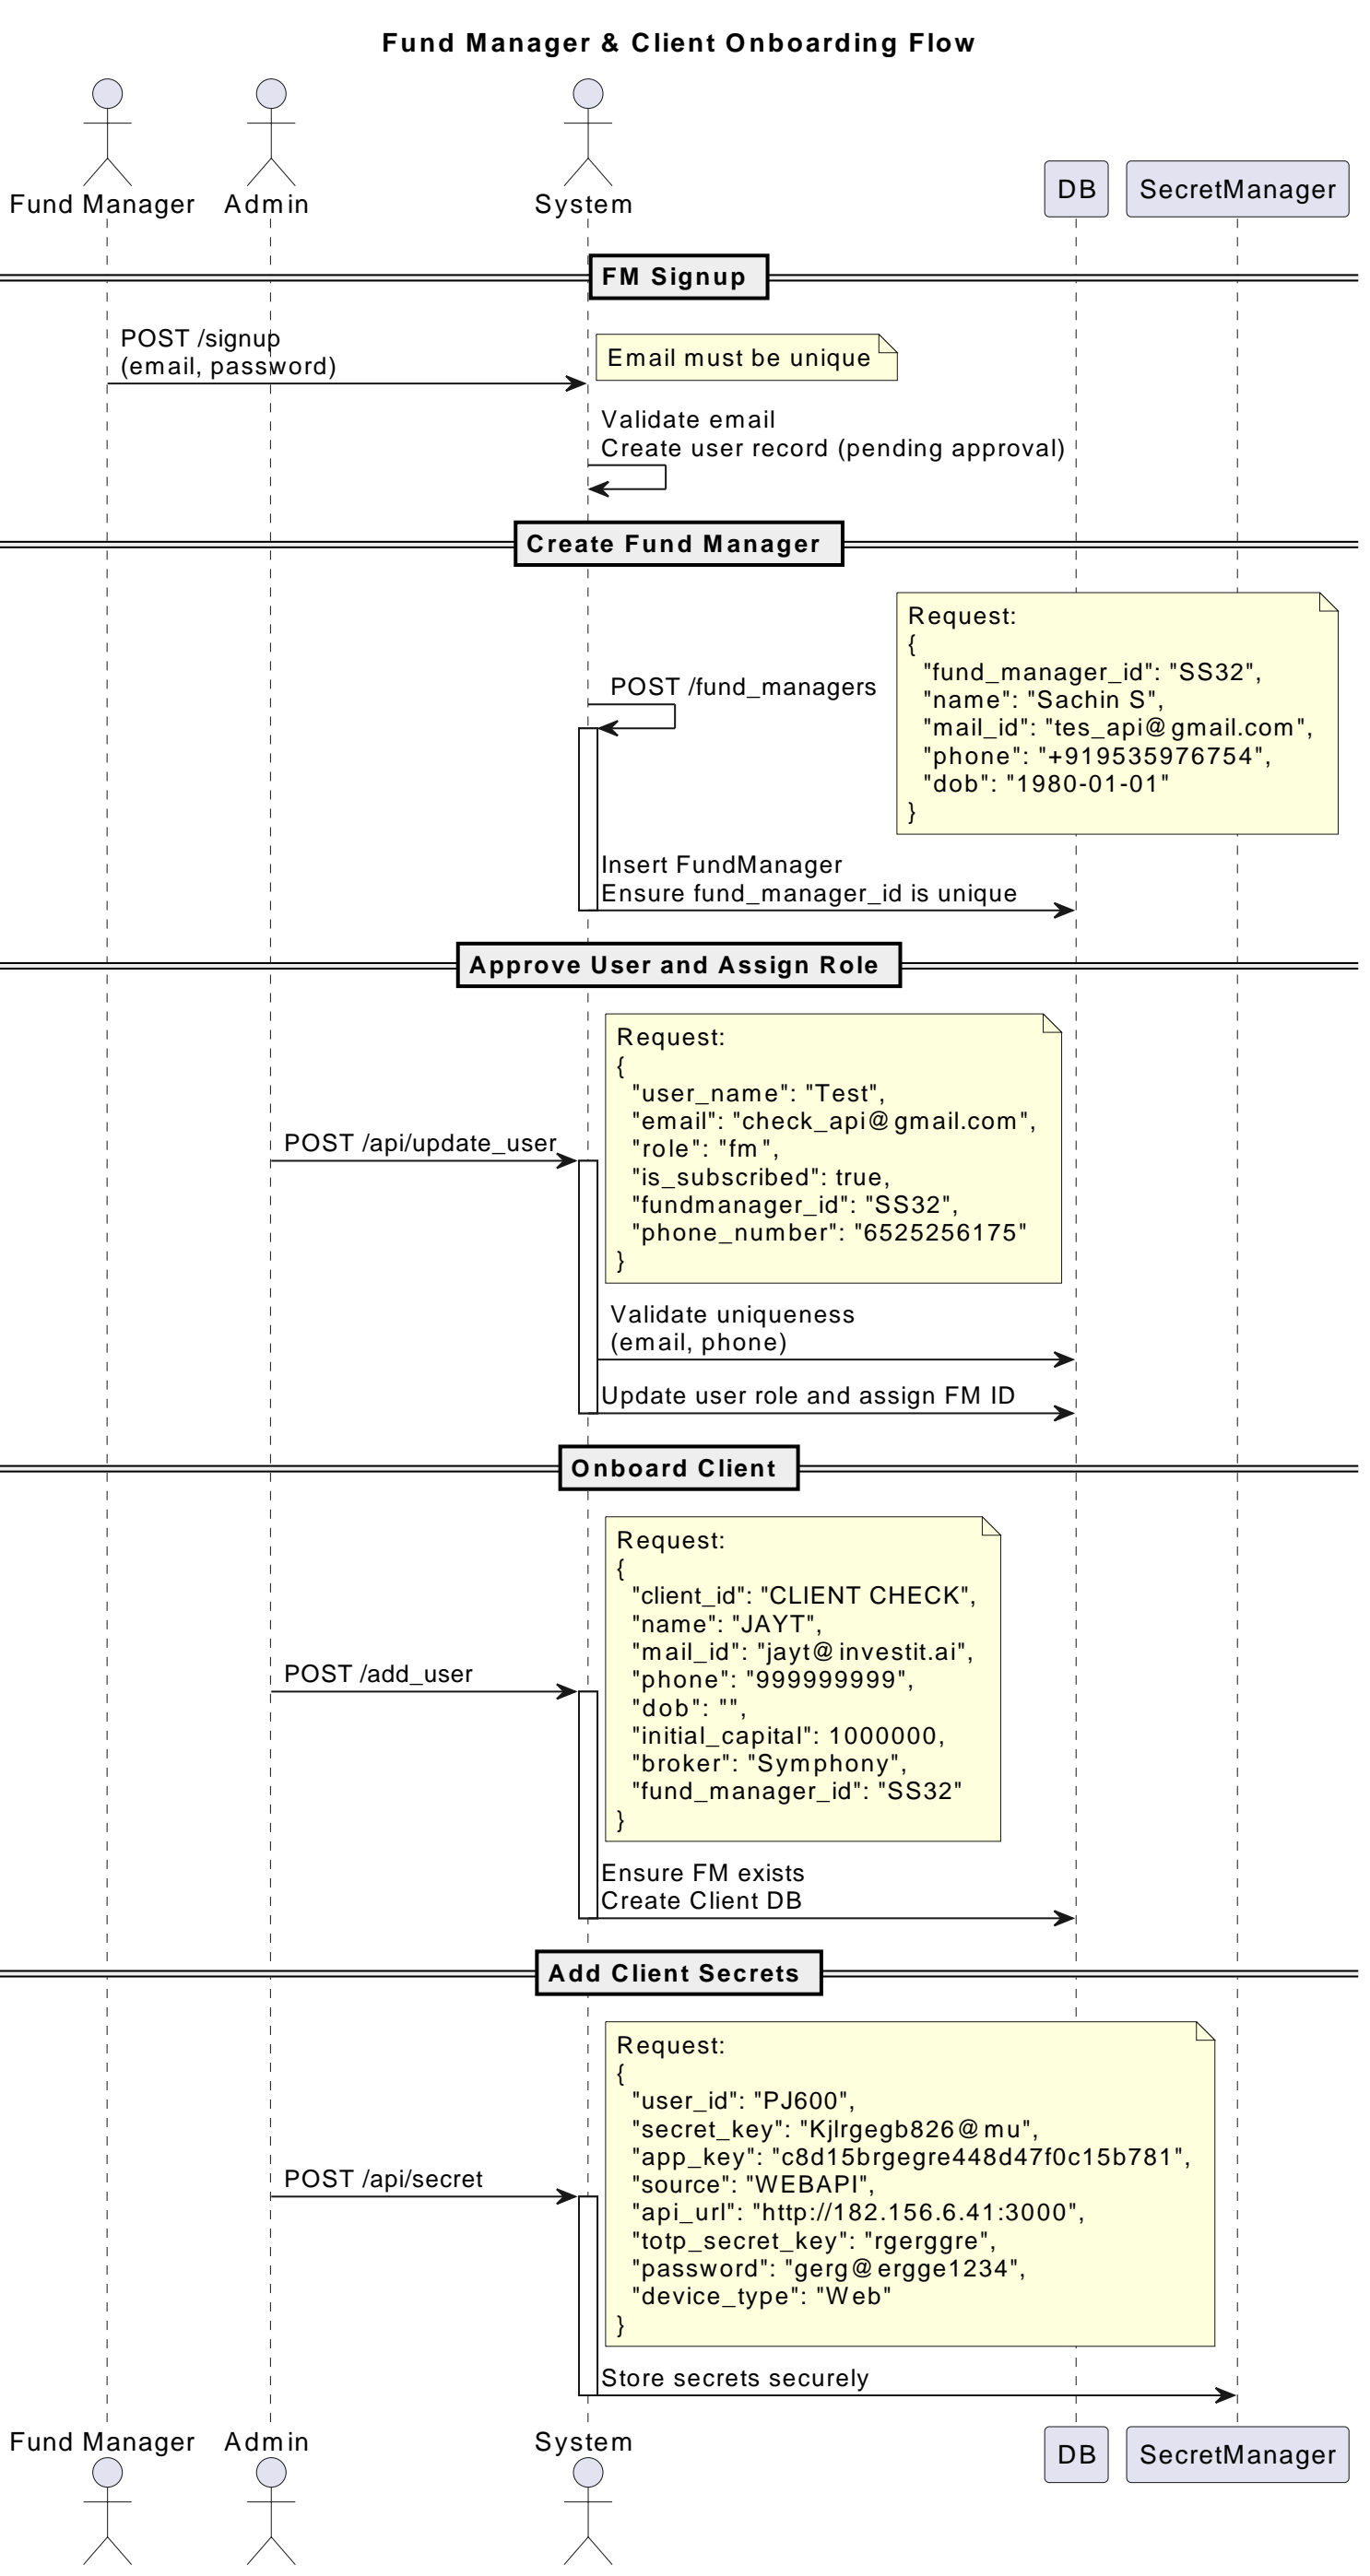 Fund Manager & Client Onboarding Flow
Fund Manager
Admin
System
DB
SecretManager
FM Signup
POST /signup
(email, password)
Email must be unique
Validate email
Create user record (pending approval)
Create Fund Manager
POST /fund_managers
Request:
{
"fund_manager_id": "SS32",
"name": "Sachin S",
"mail_id": "tes_api@gmail.com",
"phone": "+919535976754",
"dob": "1980-01-01"
}
Insert FundManager
Ensure fund_manager_id is unique
Approve User and Assign Role
POST /api/update_user
Request:
{
"user_name": "Test",
"email": "check_api@gmail.com",
"role": "fm",
"is_subscribed": true,
"fundmanager_id": "SS32",
"phone_number": "6525256175"
}
Validate uniqueness
(email, phone)
Update user role and assign FM ID
Onboard Client
POST /add_user
Request:
{
"client_id": "CLIENT CHECK",
"name": "JAYT",
"mail_id": "jayt@investit.ai",
"phone": "999999999",
"dob": "",
"initial_capital": 1000000,
"broker": "Symphony",
"fund_manager_id": "SS32"
}
Ensure FM exists
Create Client DB
Add Client Secrets
POST /api/secret
Request:
{
"user_id": "PJ600",
"secret_key": "Kjlrgegb826@mu",
"app_key": "c8d15brgegre448d47f0c15b781",
"source": "WEBAPI",
"api_url": "http://182.156.6.41:3000",
"totp_secret_key": "rgerggre",
"password": "gerg@ergge1234",
"device_type": "Web"
}
Store secrets securely
Fund Manager
Admin
System
DB
SecretManager